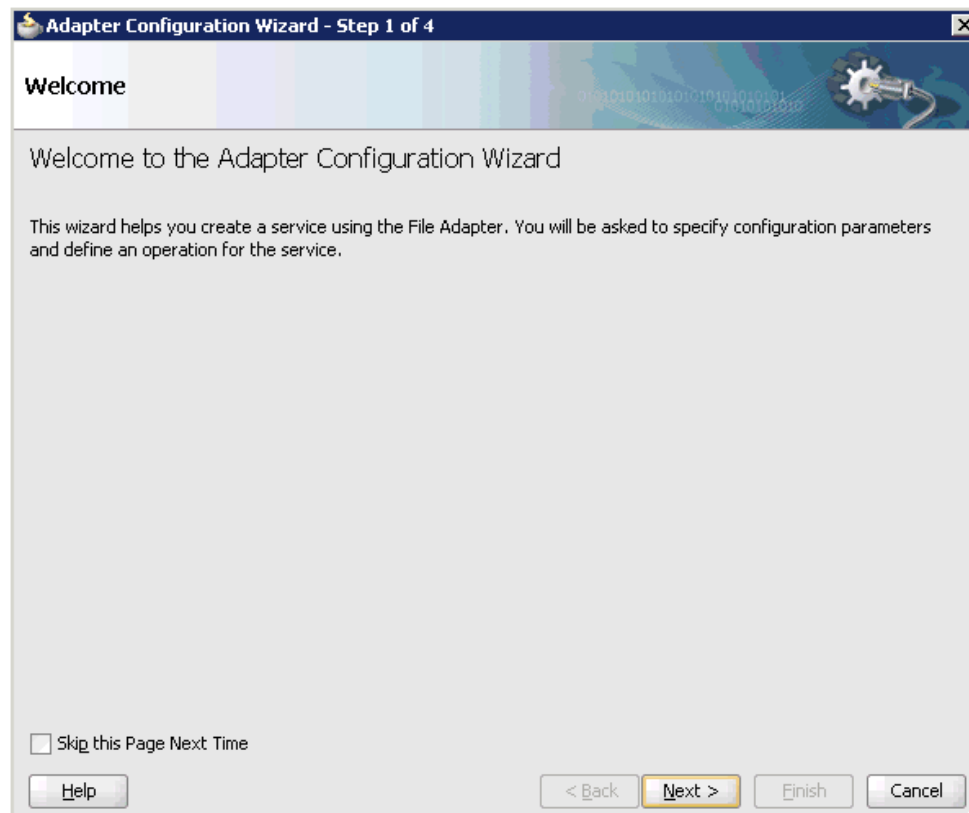 Adapter Configuration Wizard - Step 1 of 4
Welcome
Welcome to the Adapter Configuration Wizard
This wizard helps you create a service using the File Adapter. You will be asked to specify configuration parameters
and define an operation for the service.
Skip this Page Next Time
Help
< Back
Next >
Finish
Cancel